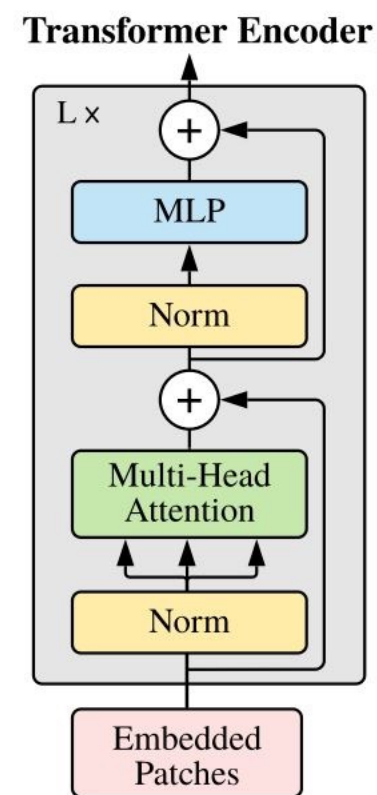 Transformer Encoder
L ×
+
MLP
Norm
+
Multi-Head
Attention
Norm
Embedded
Patches